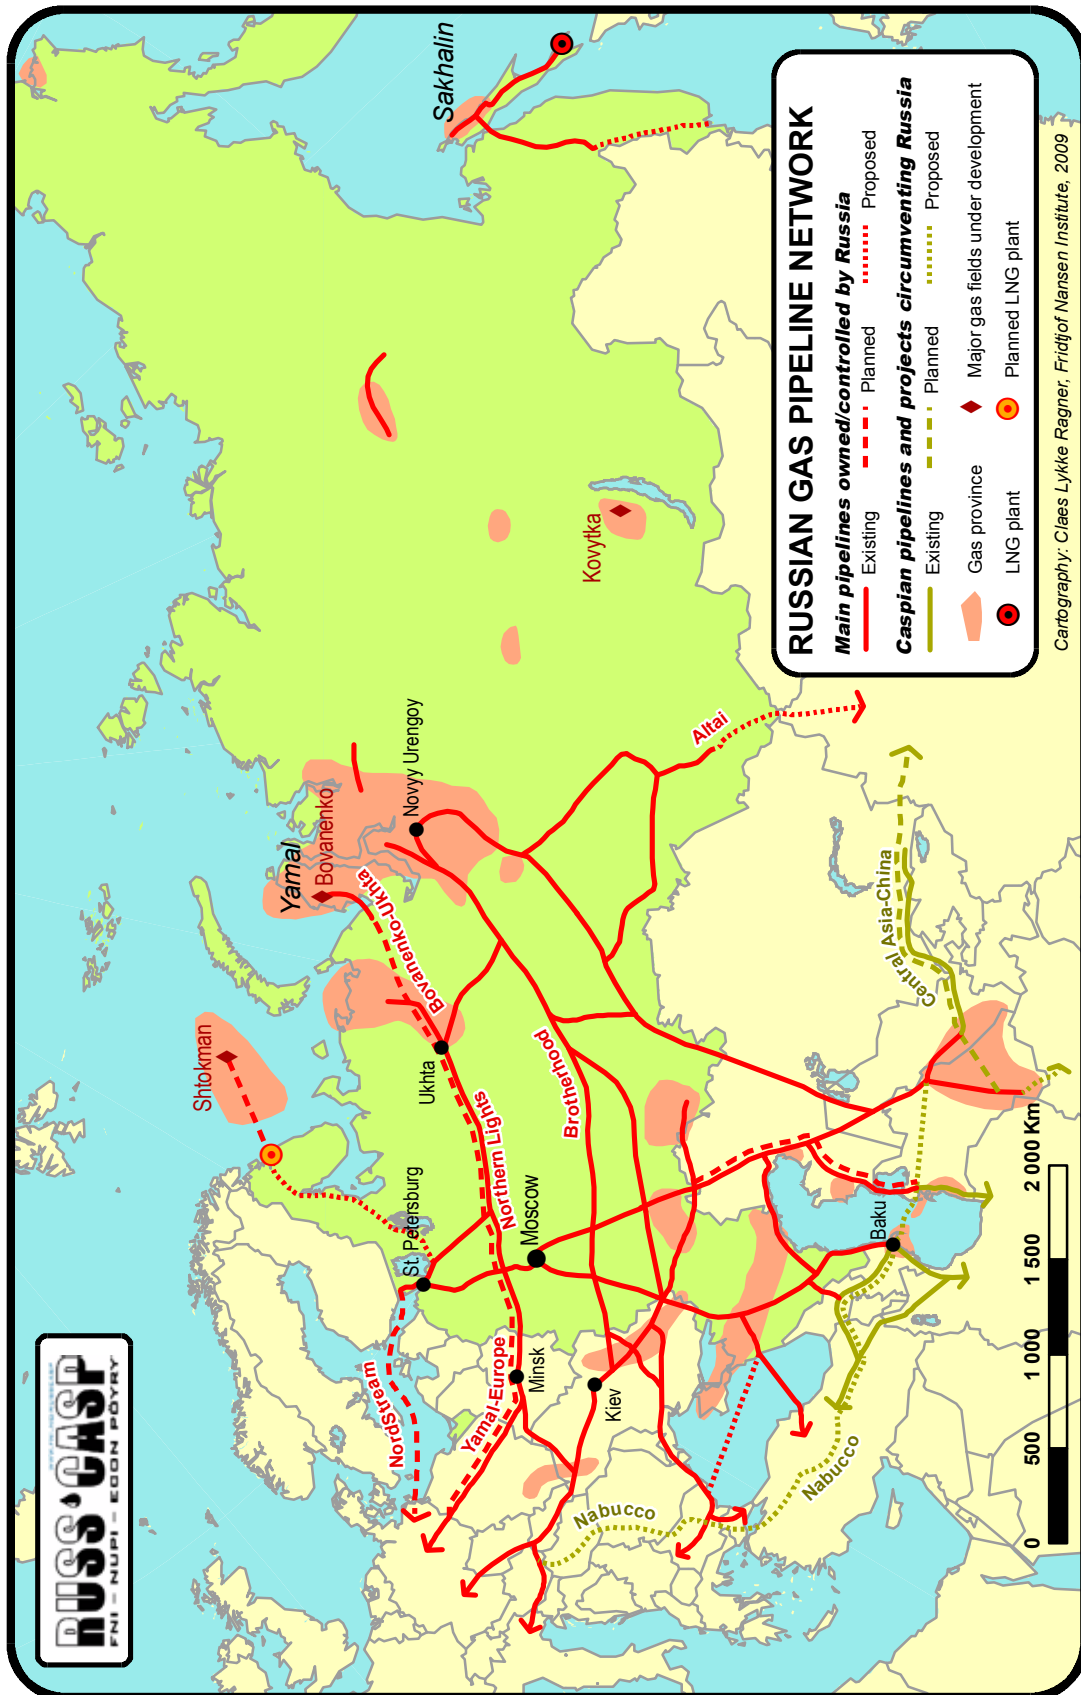 RUSS'CASP
FNI – NUPI – ECON PÖYRY
Sakhalin
Yamal
Bovanenko
Bovanenko-Ukhta
Novyy Urengoy
Shtokman
Ukhta
Kovytka
Altai
Northern Lights
Brotherhood
St. Petersburg
Moscow
NordStream
Yamal-Europe
Minsk
Kiev
Nabucco
Nabucco
Baku
Central Asia-China
0 500 1 000 1 500 2 000 Km
RUSSIAN GAS PIPELINE NETWORK
Main pipelines owned/controlled by Russia
Existing Planned Proposed
Caspian pipelines and projects circumventing Russia
Existing Planned Proposed
Gas province Major gas fields under development
LNG plant Planned LNG plant
Cartography: Claes Lykke Ragner, Fridtjof Nansen Institute, 2009